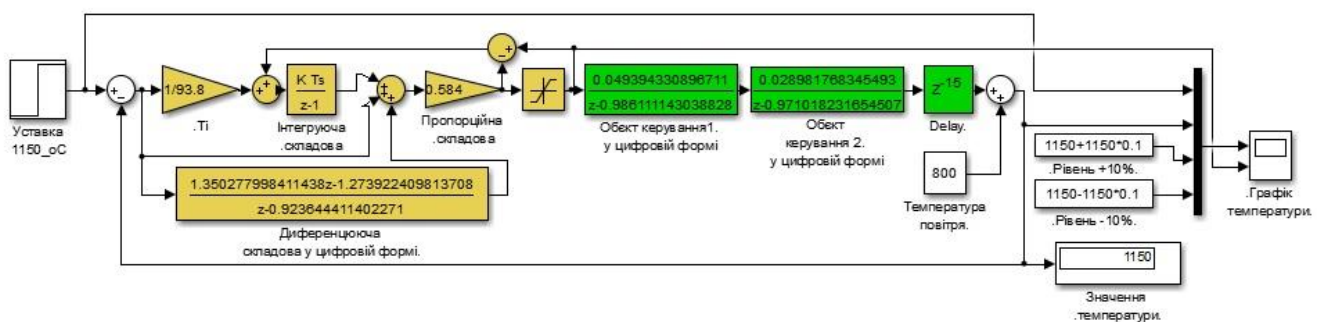 Уставка
1150_оС
1/93.8
.Ті
K Ts
z-1
Інтегруюча
.складова
0.584
Пропорційна
.складова
0.049394330896711
z-0.986111143038828
Обєкт керування1.
у цифровій формі
0.028981768345493
z-0.971018231654507
Обєкт
керування 2.
у цифровій формі
z-15
Delay.
800
Температура
повітря.
1150+1150*0.1
.Рівень +10%.
1150-1150*0.1
.Рівень -10%.
.Графік
температури.
1.350277998411438z-1.273922409813708
z-0.923644411402271
Диференцююча
складова у цифровій формі.
1150
Значення
.температури.